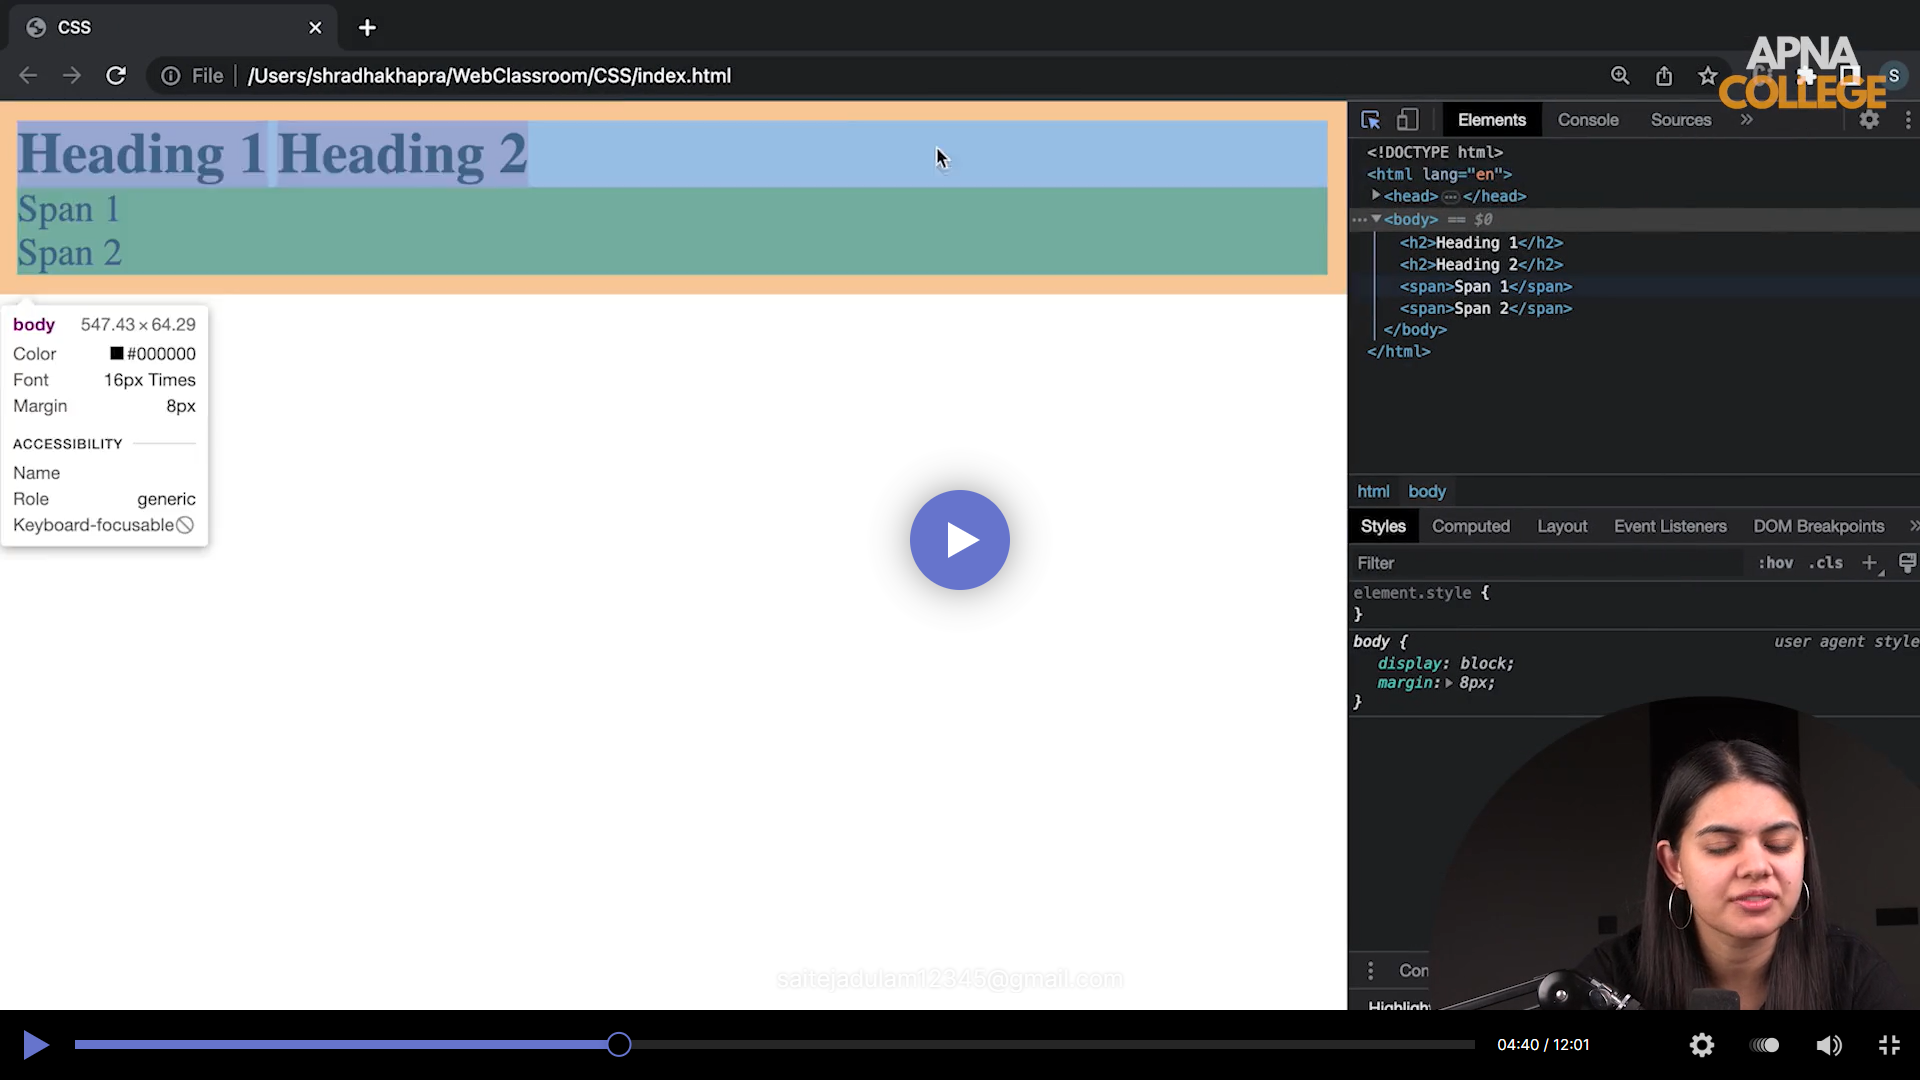 CSS
File
/Users/shradhakhapra/WebClassroom/CSS/index.html
S
APNA
COLLEGE
Heading 1 Heading 2
Span 1
Span 2
body 547.43 × 64.29
Color #000000
Font 16px Times
Margin 8px
ACCESSIBILITY
Name
Role generic
Keyboard-focusable
Elements Console Sources »
<!DOCTYPE html>
<html lang="en">
<head> … </head>
… <body> == $0
<h2>Heading 1</h2>
<h2>Heading 2</h2>
<span>Span 1</span>
<span>Span 2</span>
</body>
</html>
html body
Styles Computed Layout Event Listeners DOM Breakpoints »
Filter :hov .cls +
element.style {
}
body { user agent style
display: block;
margin: 8px;
}
Con
Highligh
saitejadulam12345@gmail.com
04:40 / 12:01